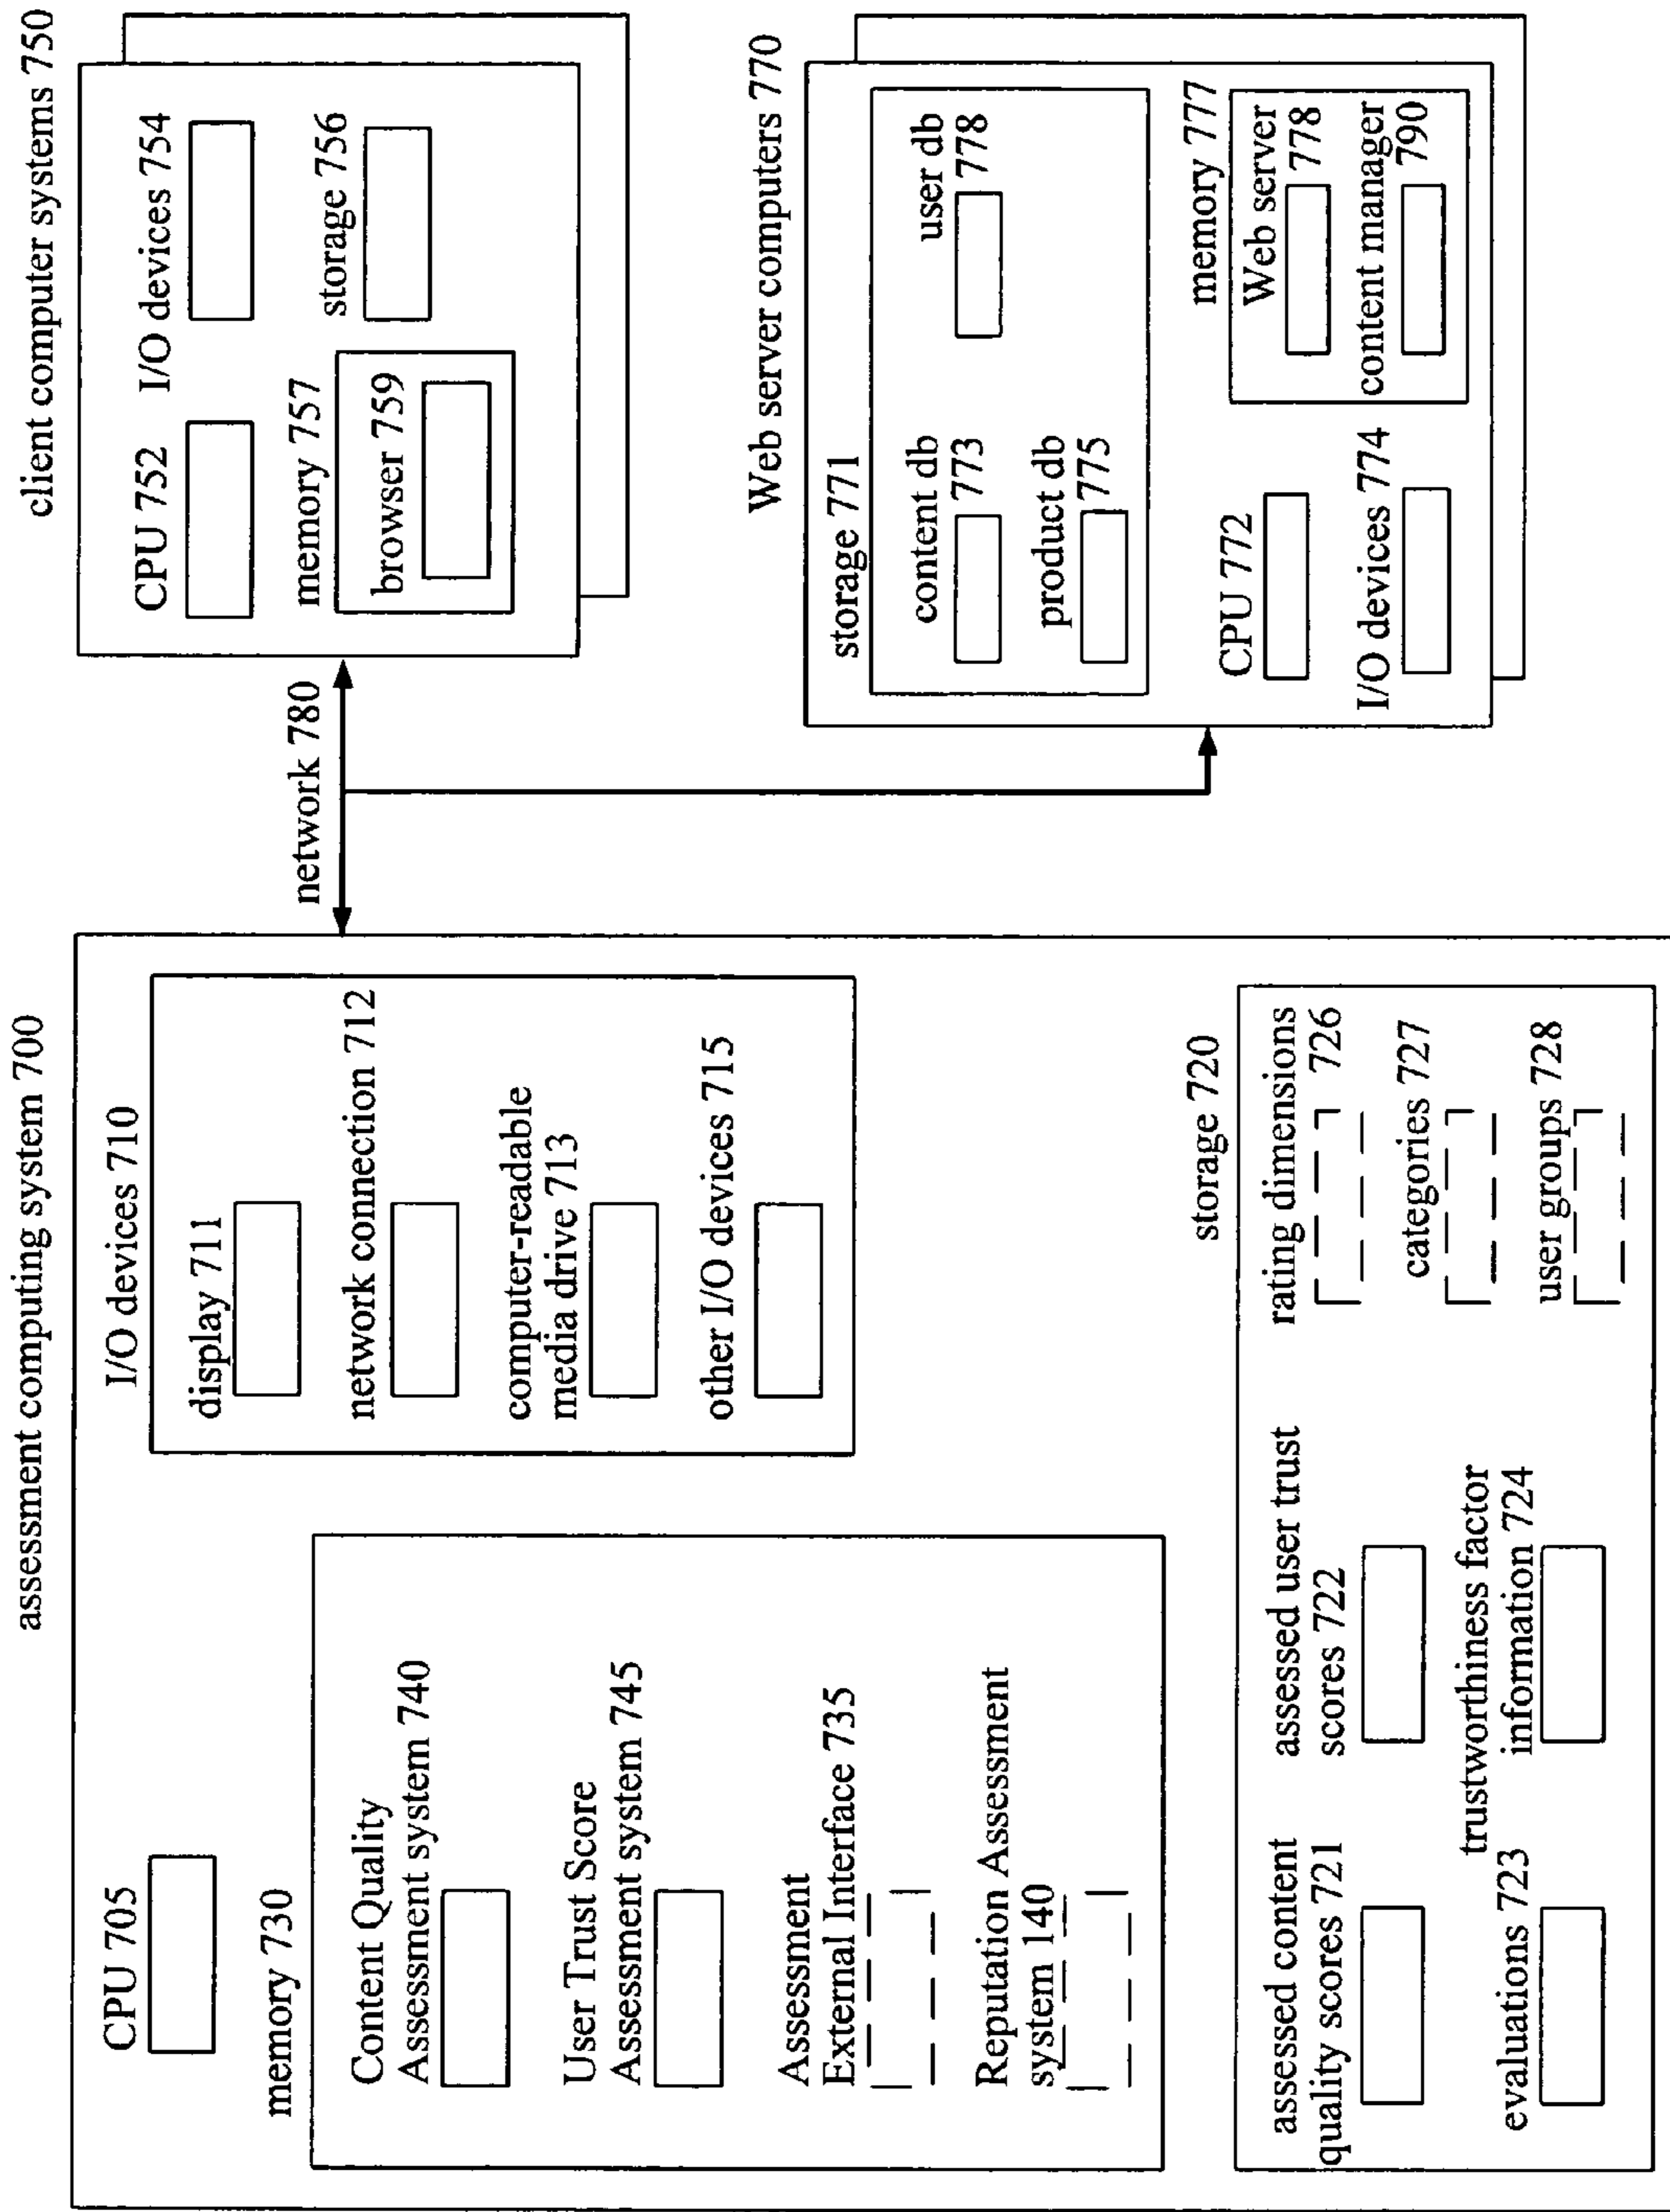 assessment computing system 700
CPU 705
memory 730
Content Quality
Assessment system 740
User Trust Score
Assessment system 745
Assessment
External Interface 735
Reputation Assessment
system 140
I/O devices 710
display 711
network connection 712
computer-readable
media drive 713
other I/O devices 715
storage 720
assessed content
quality scores 721
assessed user trust
scores 722
rating dimensions
726
evaluations 723
trustworthiness factor
information 724
categories 727
user groups 728
network 780
client computer systems 750
CPU 752
I/O devices 754
memory 757
browser 759
storage 756
Web server computers 770
storage 771
content db
773
user db
778
product db
775
CPU 772
I/O devices 774
memory 777
Web server
778
content manager
790